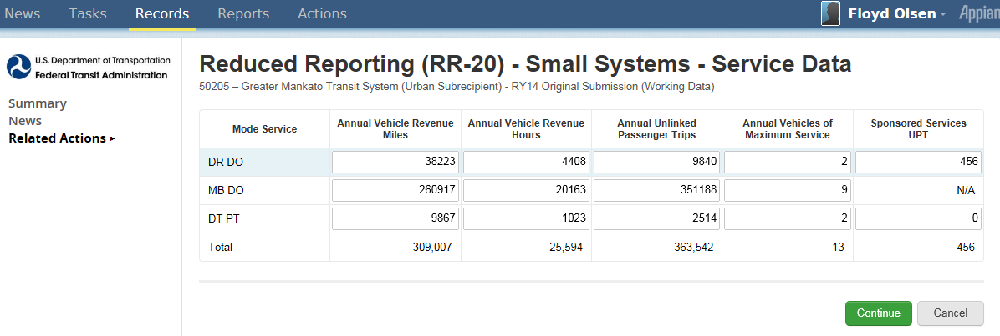 News Tasks Records Reports Actions Floyd Olsen Appian
U.S. Department of Transportation
Federal Transit Administration
Summary
News
Related Actions
Reduced Reporting (RR-20) - Small Systems - Service Data
50205 – Greater Mankato Transit System (Urban Subrecipient) - RY14 Original Submission (Working Data)
Mode Service Annual Vehicle Revenue Miles Annual Vehicle Revenue Hours Annual Unlinked Passenger Trips Annual Vehicles of Maximum Service Sponsored Services UPT
DR DO 38223 4408 9840 2 456
MB DO 260917 20163 351188 9 N/A
DT PT 9867 1023 2514 2 0
Total 309,007 25,594 363,542 13 456
Continue Cancel